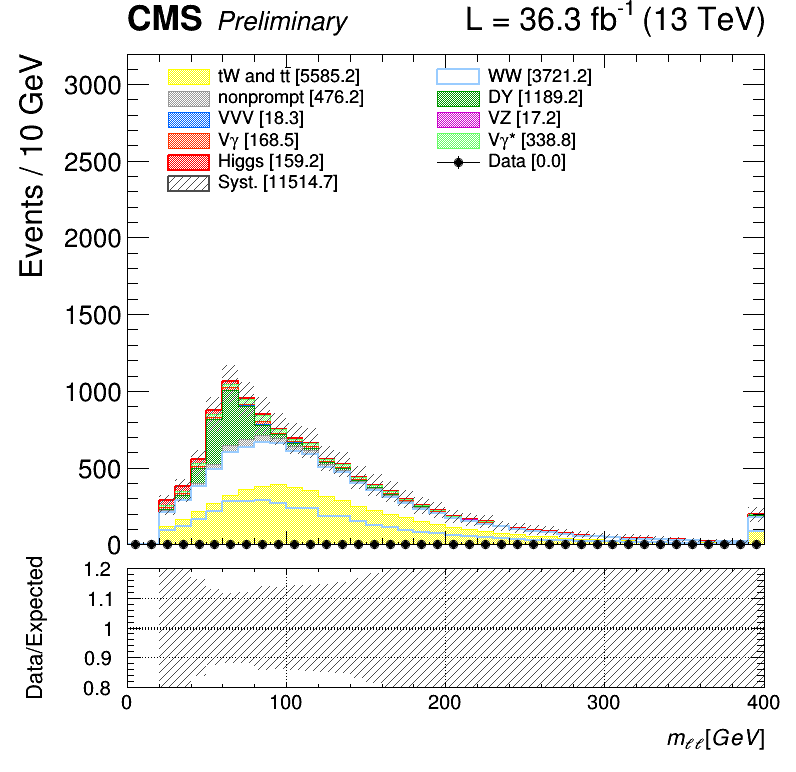 CMS Preliminary L = 36.3 fb⁻¹ (13 TeV)
Events / 10 GeV
3000
2500
2000
1500
1000
500
0
tW and tt̄ [5585.2]
WW [3721.2]
nonprompt [476.2]
DY [1189.2]
VVV [18.3]
VZ [17.2]
Vγ [168.5]
Vγ* [338.8]
Higgs [159.2]
Data [0.0]
Syst. [11514.7]
Data/Expected
1.2
1.1
1
0.9
0.8
0 100 200 300 400
mℓℓ[GeV]